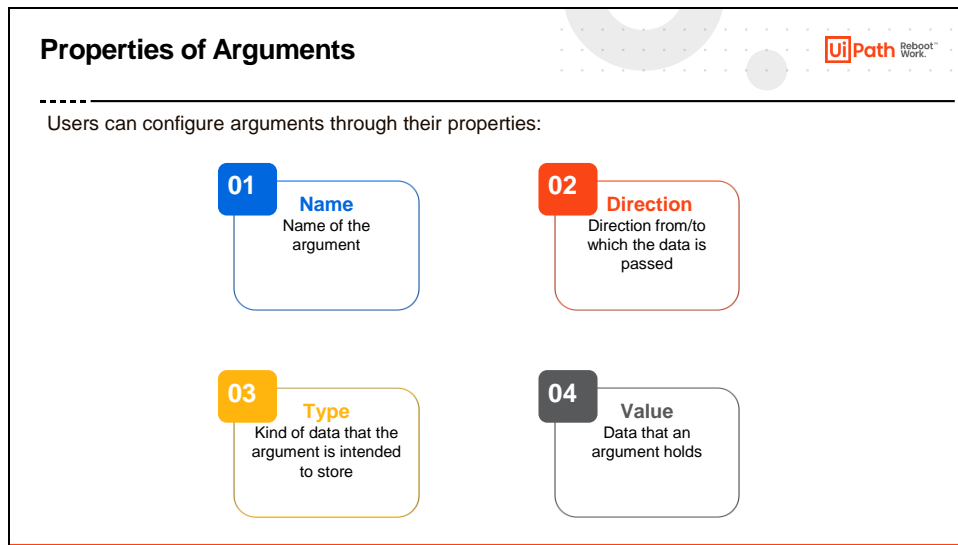 Properties of Arguments
UiPath Reboot™
Work.
Users can configure arguments through their properties:
01
Name
Name of the
argument
02
Direction
Direction from/to
which the data is
passed
03
Type
Kind of data that the
argument is intended
to store
04
Value
Data that an
argument holds